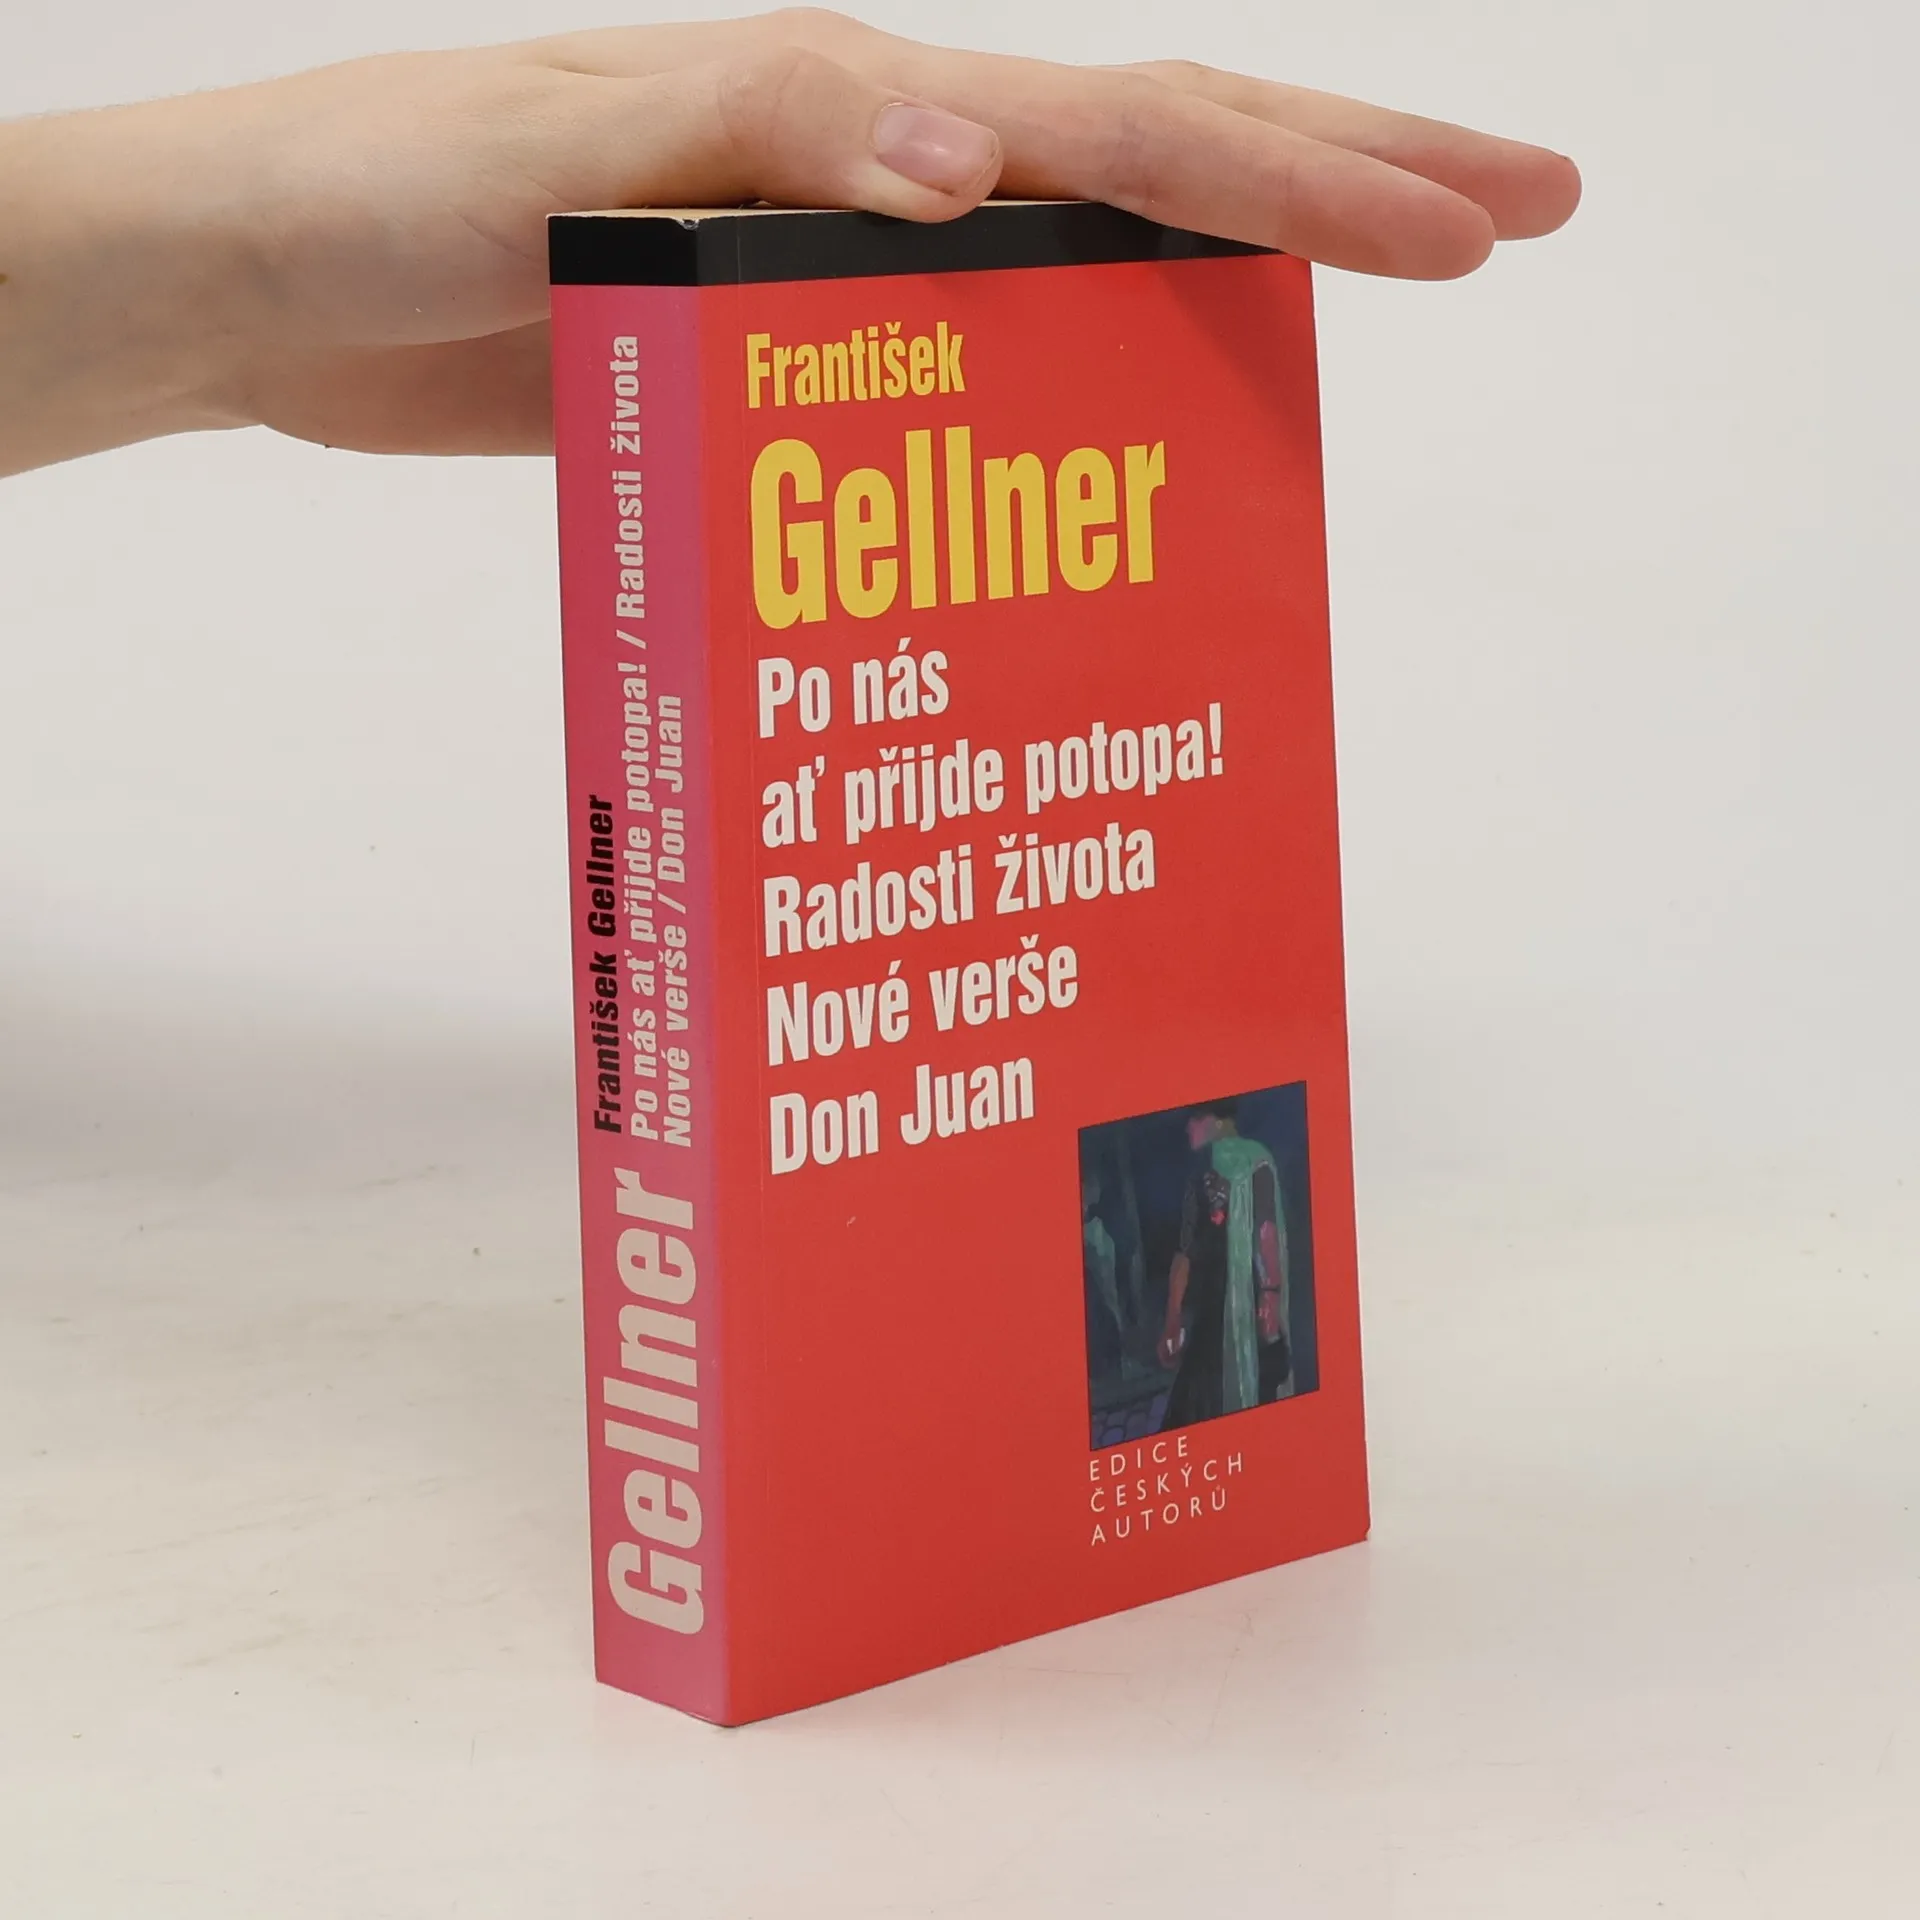 František
Gellner
Po nás
ať přijde potopa!
Radosti života
Nové verše
Don Juan
EDICE
ČESKÝCH
AUTORŮ
Gellner
František Gellner
Po nás ať přijde potopa! / Radosti života
Nové verše / Don Juan